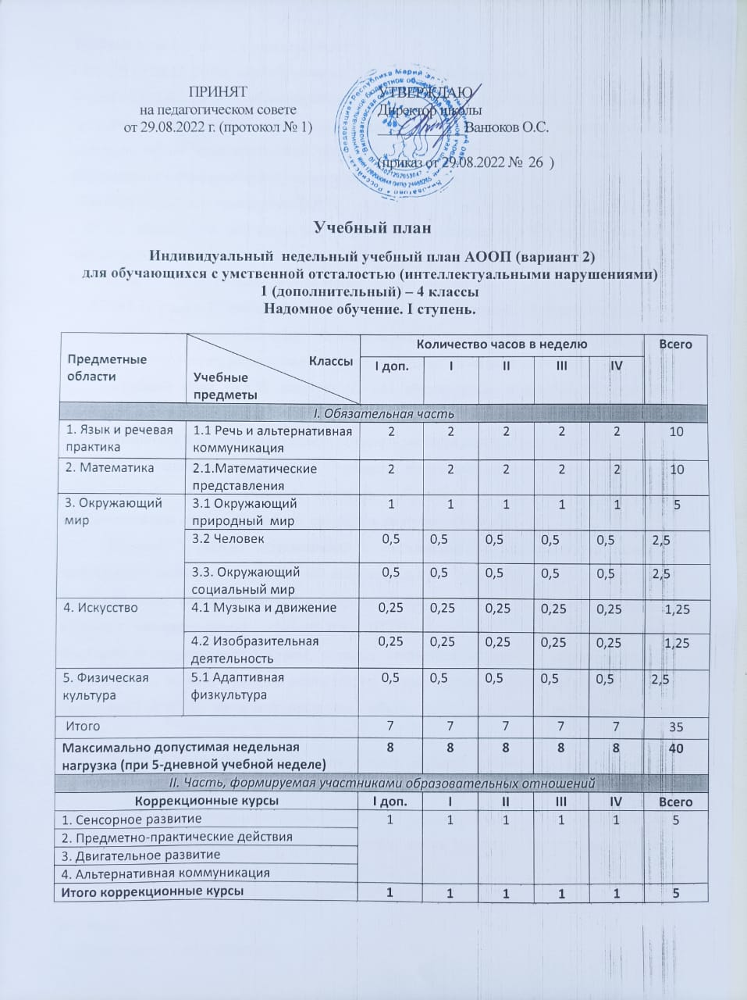 ПРИНЯТ
на педагогическом совете
от 29.08.2022 г. (протокол № 1)
УТВЕРЖДАЮ
Директор школы
Ванюков О.С.
(приказ от 29.08.2022 № 26 )
Учебный план
Индивидуальный недельный учебный план АООП (вариант 2)
для обучающихся с умственной отсталостью (интеллектуальными нарушениями)
1 (дополнительный) – 4 классы
Надомное обучение. I ступень.
Предметные области
Классы
Учебные предметы
Количество часов в неделю
Всего
I доп. I II III IV
I. Обязательная часть
1. Язык и речевая 1.1 Речь и альтернативная 2 2 2 2 2 10
практика коммуникация
2. Математика 2.1.Математические 2 2 2 2 2 10
представления
3. Окружающий 3.1 Окружающий 1 1 1 1 1 5
мир природный мир
3.2 Человек 0,5 0,5 0,5 0,5 0,5 2,5
3.3. Окружающий 0,5 0,5 0,5 0,5 0,5 2,5
социальный мир
4. Искусство 4.1 Музыка и движение 0,25 0,25 0,25 0,25 0,25 1,25
4.2 Изобразительная 0,25 0,25 0,25 0,25 0,25 1,25
деятельность
5. Физическая 5.1 Адаптивная 0,5 0,5 0,5 0,5 0,5 2,5
культура физкультура
Итого 7 7 7 7 7 35
Максимально допустимая недельная 8 8 8 8 8 40
нагрузка (при 5-дневной учебной неделе)
II. Часть, формируемая участниками образовательных отношений
Коррекционные курсы I доп. I II III IV Всего
1. Сенсорное развитие 1 1 1 1 1 5
2. Предметно-практические действия
3. Двигательное развитие
4. Альтернативная коммуникация
Итого коррекционные курсы 1 1 1 1 1 5